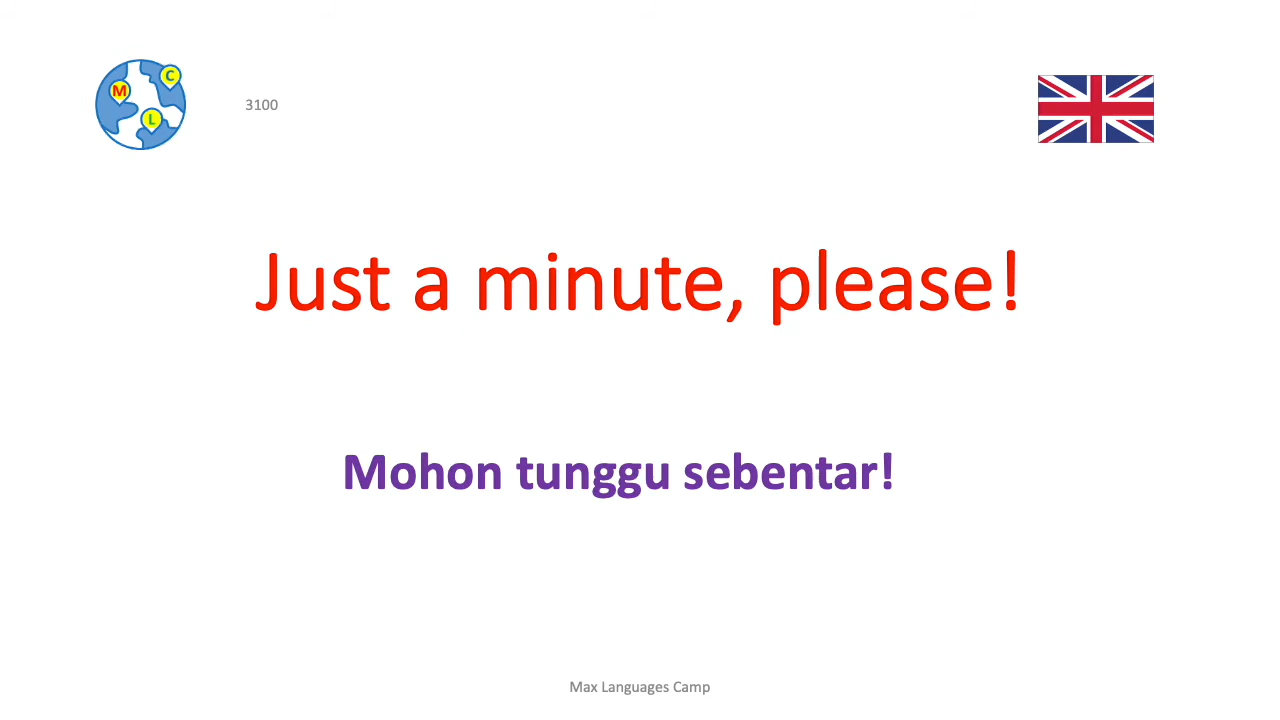 M
C
L
3100
Just a minute, please!
Mohon tunggu sebentar!
Max Languages Camp